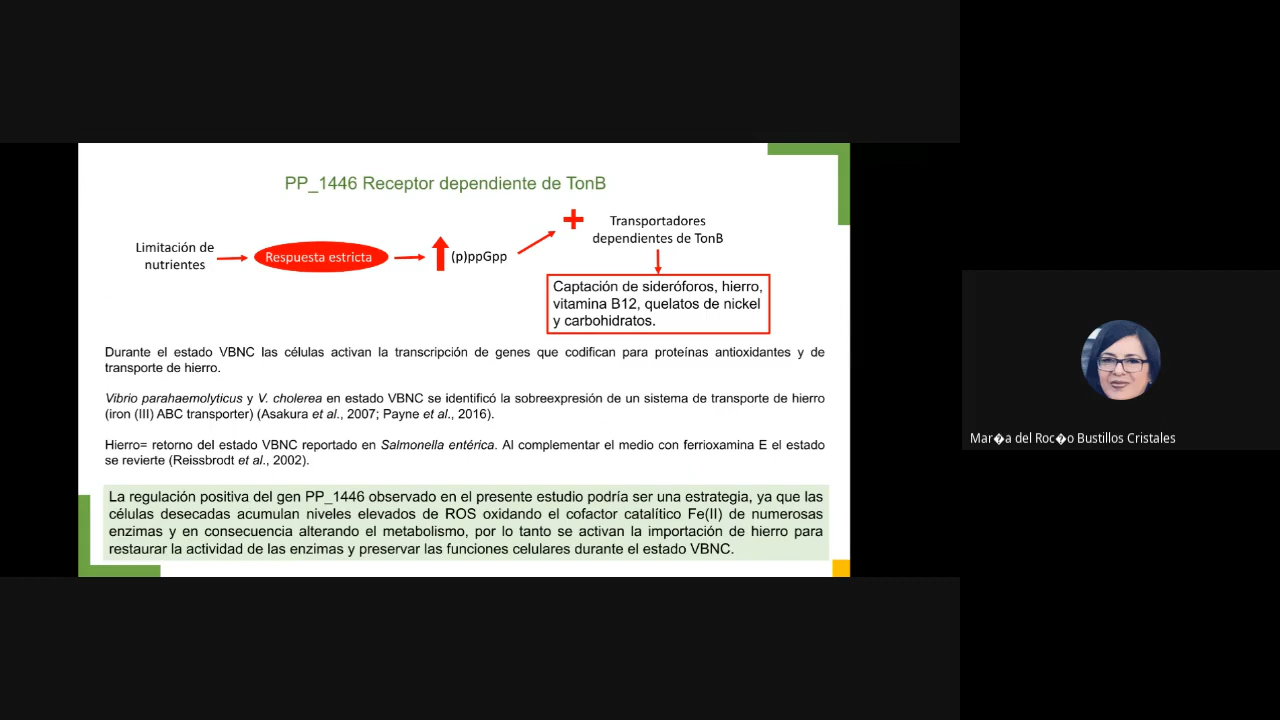 PP_1446 Receptor dependiente de TonB
Limitación de
nutrientes
Respuesta estricta
(p)ppGpp
+
Transportadores
dependientes de TonB
Captación de sideróforos, hierro,
vitamina B12, quelatos de nickel
y carbohidratos.
Durante el estado VBNC las células activan la transcripción de genes que codifican para proteínas antioxidantes y de
transporte de hierro.
Vibrio parahaemolyticus y V. cholerea en estado VBNC se identificó la sobreexpresión de un sistema de transporte de hierro
(iron (III) ABC transporter) (Asakura et al., 2007; Payne et al., 2016).
Hierro= retorno del estado VBNC reportado en Salmonella entérica. Al complementar el medio con ferrioxamina E el estado
se revierte (Reissbrodt et al., 2002).
La regulación positiva del gen PP_1446 observado en el presente estudio podría ser una estrategia, ya que las
células desecadas acumulan niveles elevados de ROS oxidando el cofactor catalítico Fe(II) de numerosas
enzimas y en consecuencia alterando el metabolismo, por lo tanto se activan la importación de hierro para
restaurar la actividad de las enzimas y preservar las funciones celulares durante el estado VBNC.
Mar�a del Roc�o Bustillos Cristales